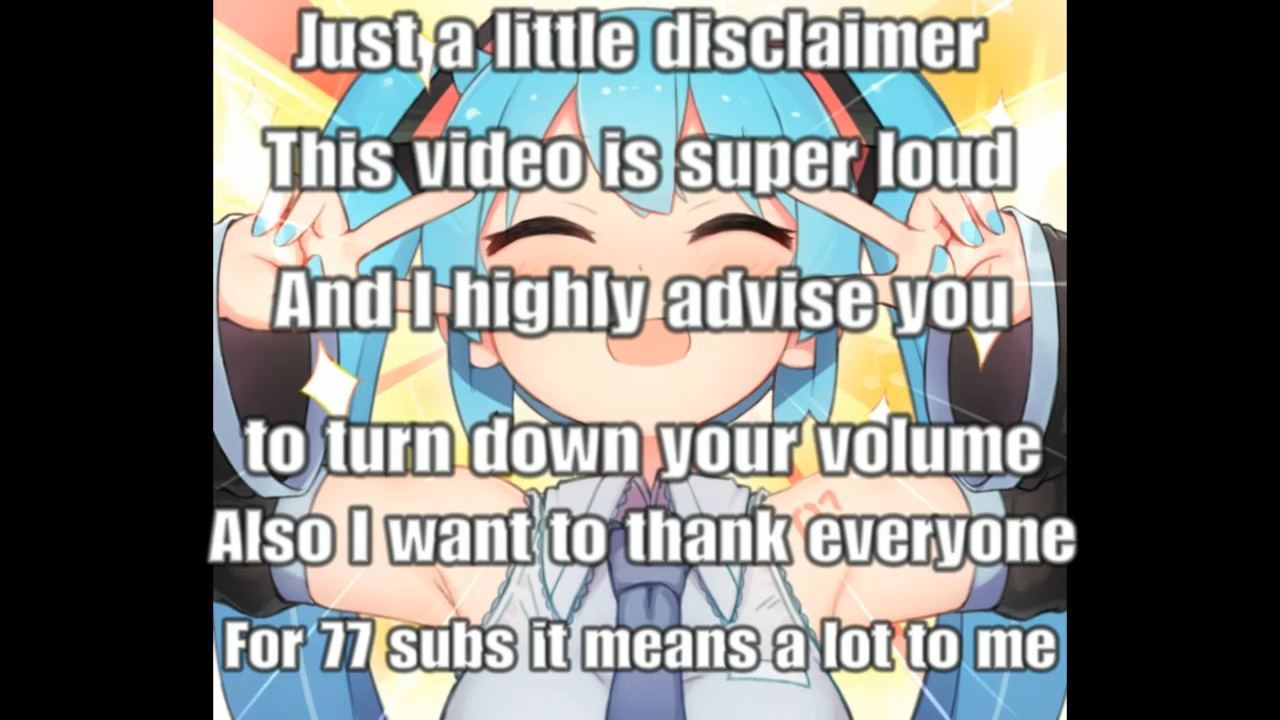 Just a little disclaimer
This video is super loud
And I highly advise you
to turn down your volume
Also I want to thank everyone
For 77 subs it means a lot to me
01